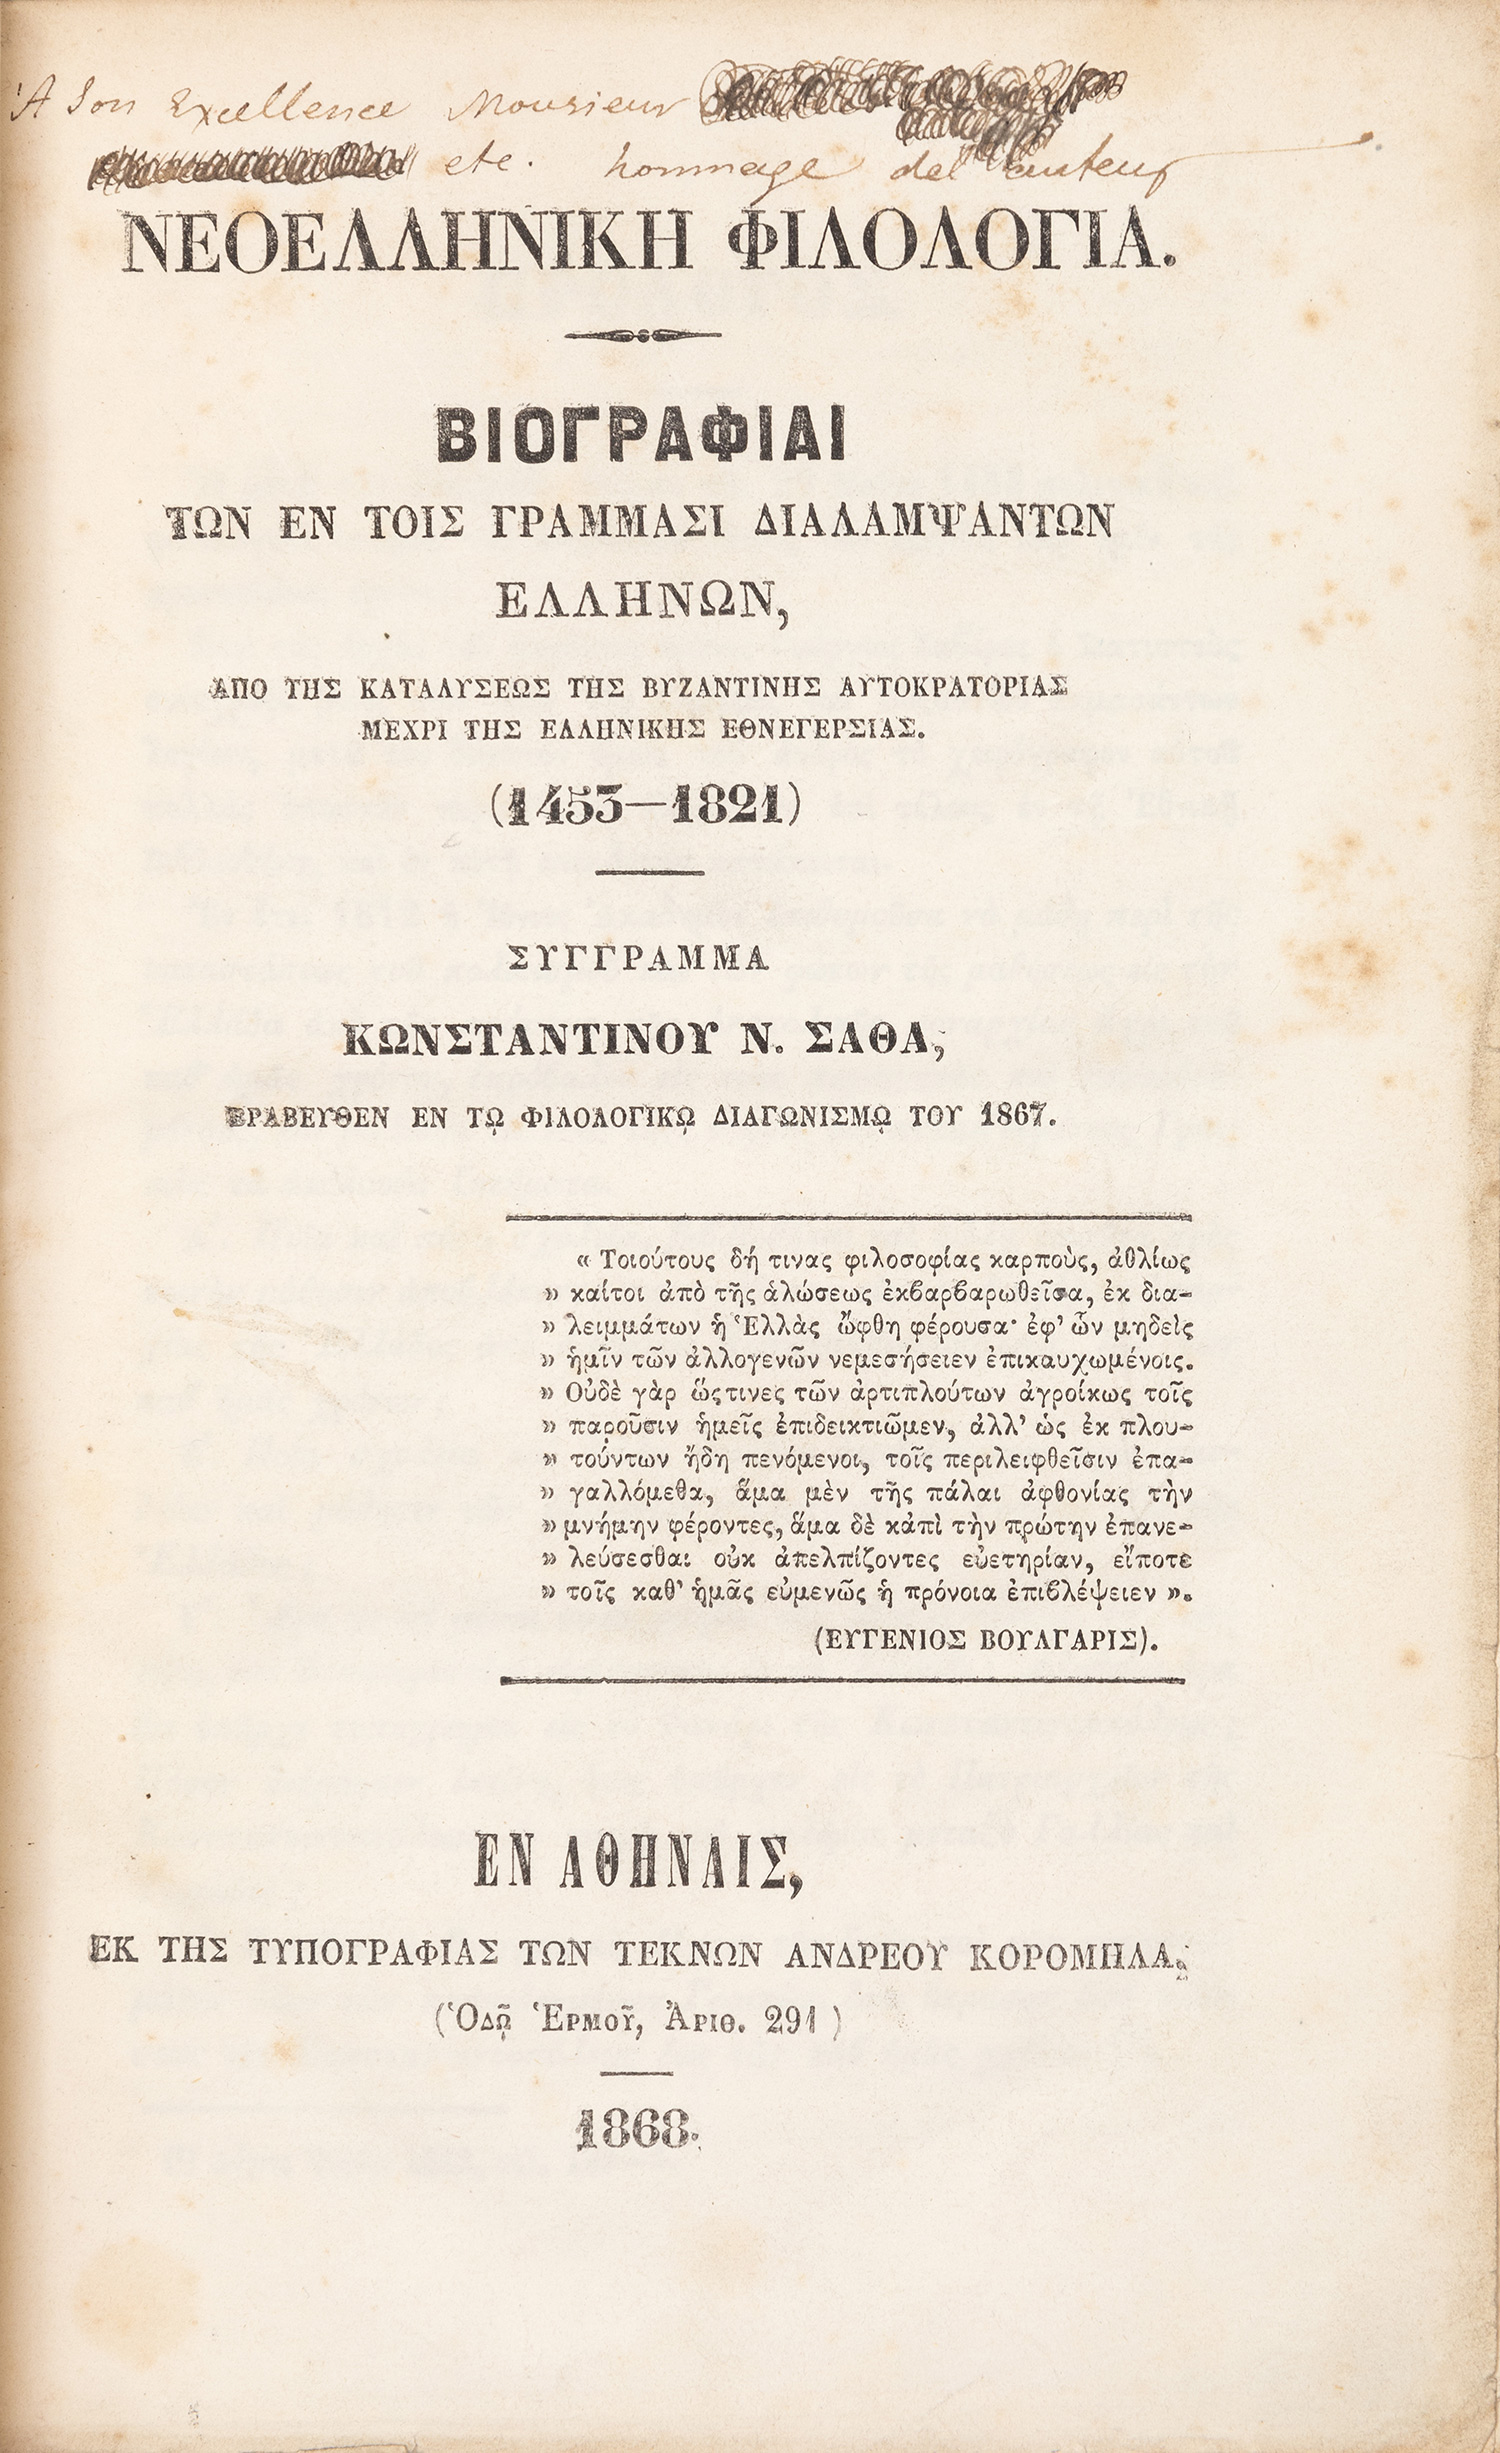 'A Son Excellence Monsieur
etc. hommage de l'auteur
ΝΕΟΕΛΛΗΝΙΚΗ ΦΙΛΟΛΟΓΙΑ.
ΒΙΟΓΡΑΦΙΑΙ
ΤΩΝ ΕΝ ΤΟΙΣ ΓΡΑΜΜΑΣΙ ΔΙΑΛΑΜΨΑΝΤΩΝ
ΕΛΛΗΝΩΝ,
ΑΠΟ ΤΗΣ ΚΑΤΑΛΥΣΕΩΣ ΤΗΣ ΒΥΖΑΝΤΙΝΗΣ ΑΥΤΟΚΡΑΤΟΡΙΑΣ
ΜΕΧΡΙ ΤΗΣ ΕΛΛΗΝΙΚΗΣ ΕΘΝΕΓΕΡΣΙΑΣ.
(1453—1821)
ΣΥΓΓΡΑΜΜΑ
ΚΩΝΣΤΑΝΤΙΝΟΥ Ν. ΣΑΘΑ,
ΒΡΑΒΕΥΘΕΝ ΕΝ Τῼ ΦΙΛΟΛΟΓΙΚῼ ΔΙΑΓΩΝΙΣΜῼ ΤΟΥ 1867.
« Τοιούτους δή τινας φιλοσοφίας καρποὺς, ἀθλίως
» καίτοι ἀπὸ τῆς ἁλώσεως ἐκβαρβαρωθεῖσα, ἐκ δια-
» λειμμάτων ἡ Ἑλλὰς ὤφθη φέρουσα· ἐφ' ὧν μηδεὶς
» ἡμῖν τῶν ἀλλογενῶν νεμεσήσειεν ἐπικαυχωμένοις.
» Οὐδὲ γὰρ ὥςτινες τῶν ἀρτιπλούτων ἀγροίκως τοῖς
» παροῦσιν ἡμεῖς ἐπιδεικτιῶμεν, ἀλλ' ὡς ἐκ πλου-
» τούντων ἤδη πενόμενοι, τοῖς περιλειφθεῖσιν ἐπα-
» γαλλόμεθα, ἅμα μὲν τῆς πάλαι ἀφθονίας τὴν
» μνήμην φέροντες, ἅμα δὲ κἀπὶ τὴν πρώτην ἐπανε-
» λεύσεσθαι οὐκ ἀπελπίζοντες εὐετηρίαν, εἴποτε
» τοῖς καθ' ἡμᾶς εὐμενῶς ἡ πρόνοια ἐπιβλέψειεν ».
(ΕΥΓΕΝΙΟΣ ΒΟΥΛΓΑΡΙΣ).
ΕΝ ΑΘΗΝΑΙΣ,
ΕΚ ΤΗΣ ΤΥΠΟΓΡΑΦΙΑΣ ΤΩΝ ΤΕΚΝΩΝ ΑΝΔΡΕΟΥ ΚΟΡΟΜΗΛΑ,
(Ὁδῷ Ἑρμοῦ, Ἀριθ. 291)
1868.